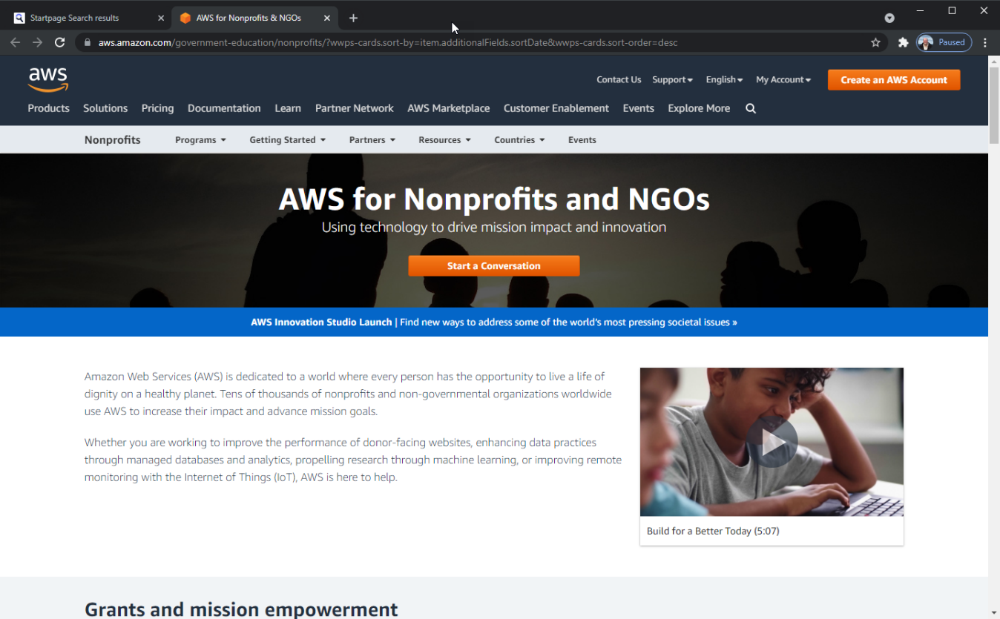 Startpage Search results
AWS for Nonprofits & NGOs
aws.amazon.com/government-education/nonprofits/?wwps-cards.sort-by=item.additionalFields.sortDate&wwps-cards.sort-order=desc
Paused
aws
Contact Us Support English My Account Create an AWS Account
Products Solutions Pricing Documentation Learn Partner Network AWS Marketplace Customer Enablement Events Explore More
Nonprofits Programs Getting Started Partners Resources Countries Events
AWS for Nonprofits and NGOs
Using technology to drive mission impact and innovation
Start a Conversation
AWS Innovation Studio Launch | Find new ways to address some of the world's most pressing societal issues »
Amazon Web Services (AWS) is dedicated to a world where every person has the opportunity to live a life of
dignity on a healthy planet. Tens of thousands of nonprofits and non-governmental organizations worldwide
use AWS to increase their impact and advance mission goals.
Whether you are working to improve the performance of donor-facing websites, enhancing data practices
through managed databases and analytics, propelling research through machine learning, or improving remote
monitoring with the Internet of Things (IoT), AWS is here to help.
Build for a Better Today (5:07)
Grants and mission empowerment